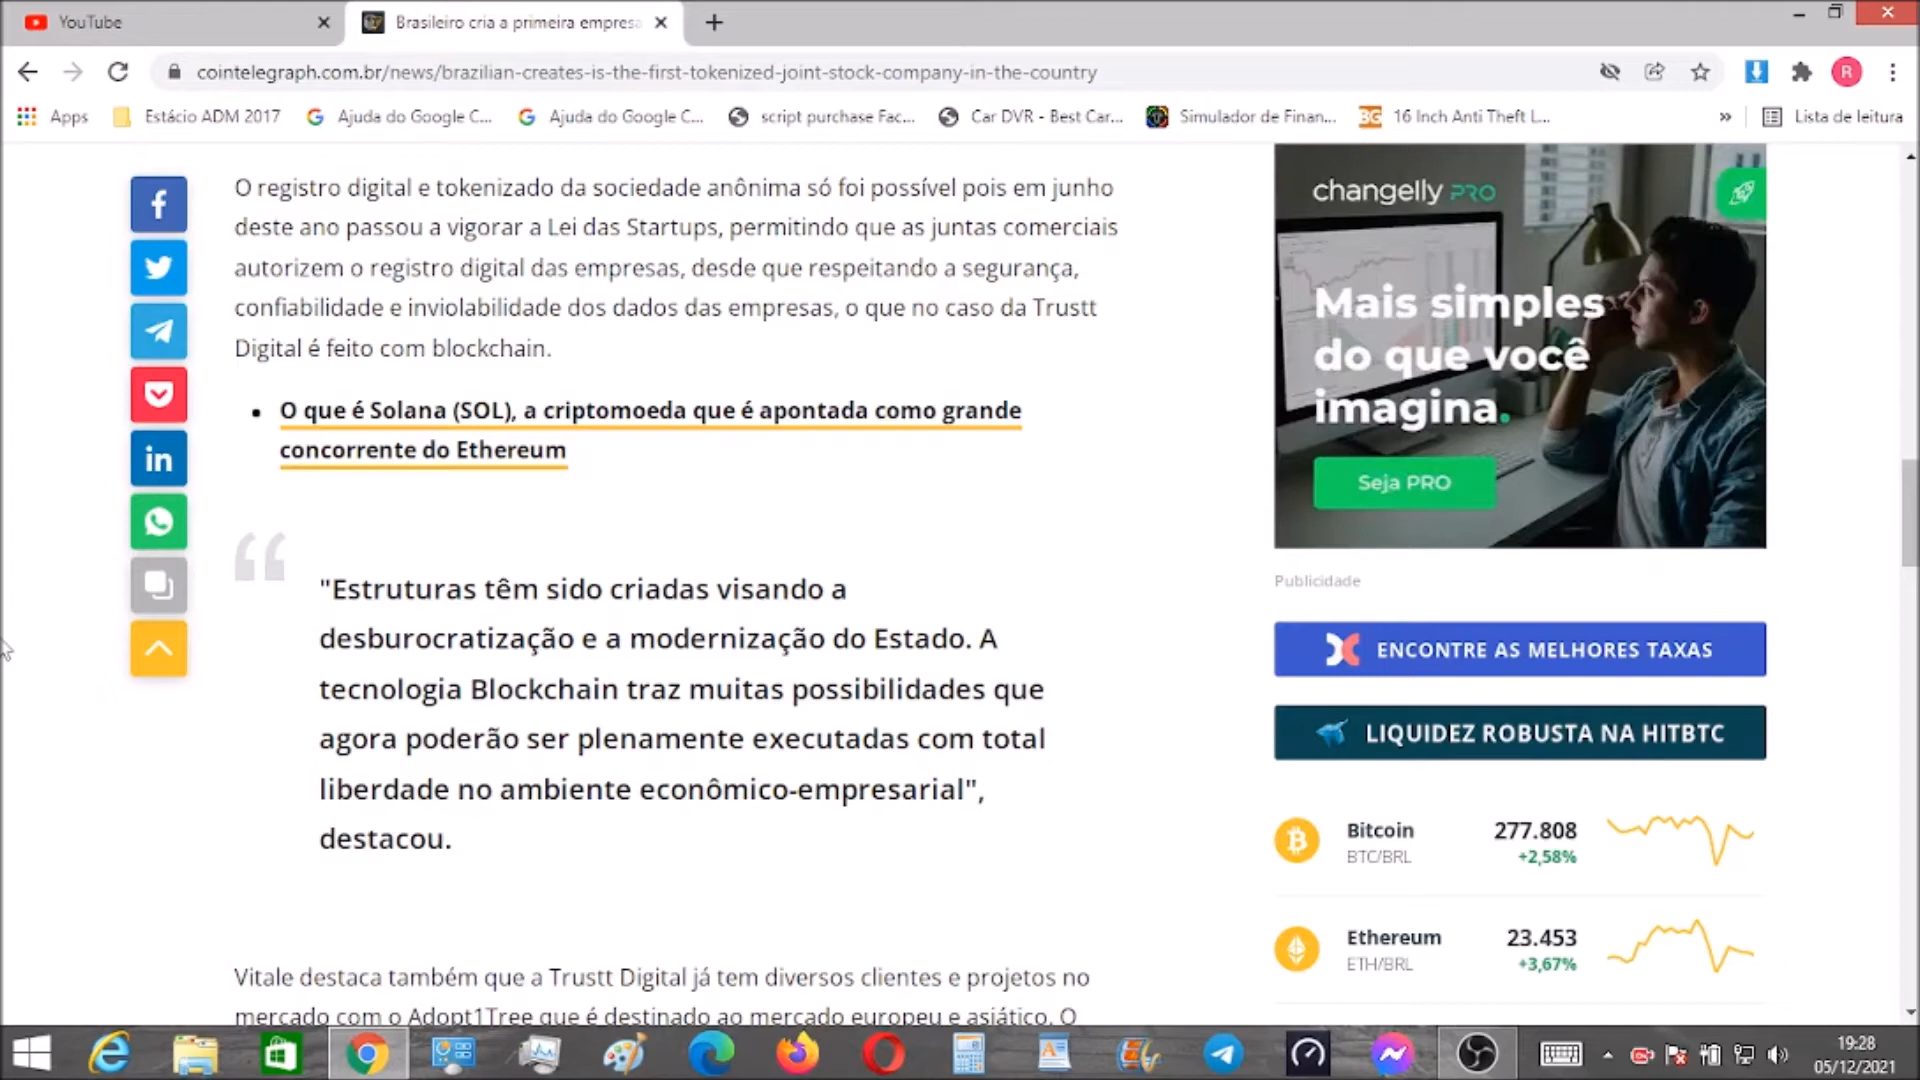 YouTube
Brasileiro cria a primeira empresa
cointelegraph.com.br/news/brazilian-creates-is-the-first-tokenized-joint-stock-company-in-the-country
R
Apps
Estácio ADM 2017
Ajuda do Google C...
Ajuda do Google C...
script purchase Fac...
Car DVR - Best Car...
Simulador de Finan...
16 Inch Anti Theft L...
»
Lista de leitura
O registro digital e tokenizado da sociedade anônima só foi possível pois em junho
deste ano passou a vigorar a Lei das Startups, permitindo que as juntas comerciais
autorizem o registro digital das empresas, desde que respeitando a segurança,
confiabilidade e inviolabilidade dos dados das empresas, o que no caso da Trustt
Digital é feito com blockchain.
O que é Solana (SOL), a criptomoeda que é apontada como grande
concorrente do Ethereum
"Estruturas têm sido criadas visando a
desburocratização e a modernização do Estado. A
tecnologia Blockchain traz muitas possibilidades que
agora poderão ser plenamente executadas com total
liberdade no ambiente econômico-empresarial",
destacou.
Vitale destaca também que a Trustt Digital já tem diversos clientes e projetos no
mercado com o Adopt1Tree que é destinado ao mercado europeu e asiático. O
changelly PRO
Mais simples
do que você
imagina.
Seja PRO
Publicidade
ENCONTRE AS MELHORES TAXAS
LIQUIDEZ ROBUSTA NA HITBTC
Bitcoin 277.808
BTC/BRL +2,58%
Ethereum 23.453
ETH/BRL +3,67%
19:28
05/12/2021